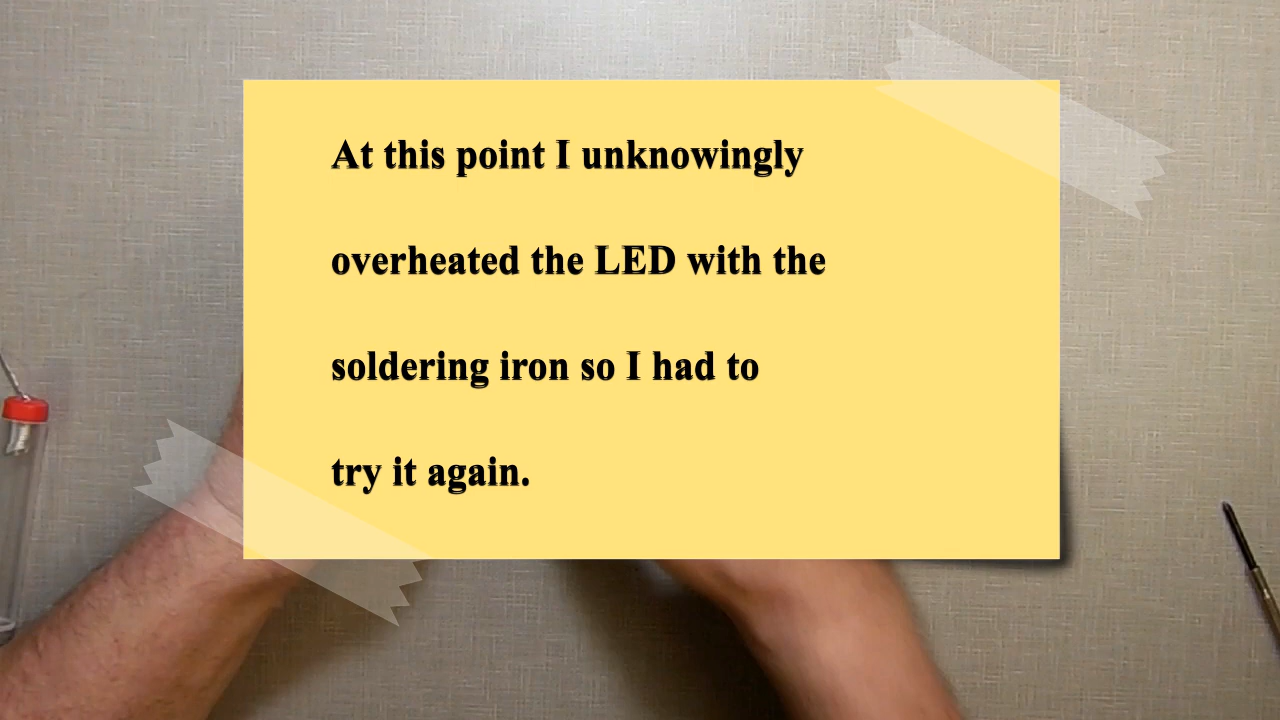 At this point I unknowingly
overheated the LED with the
soldering iron so I had to
try it again.